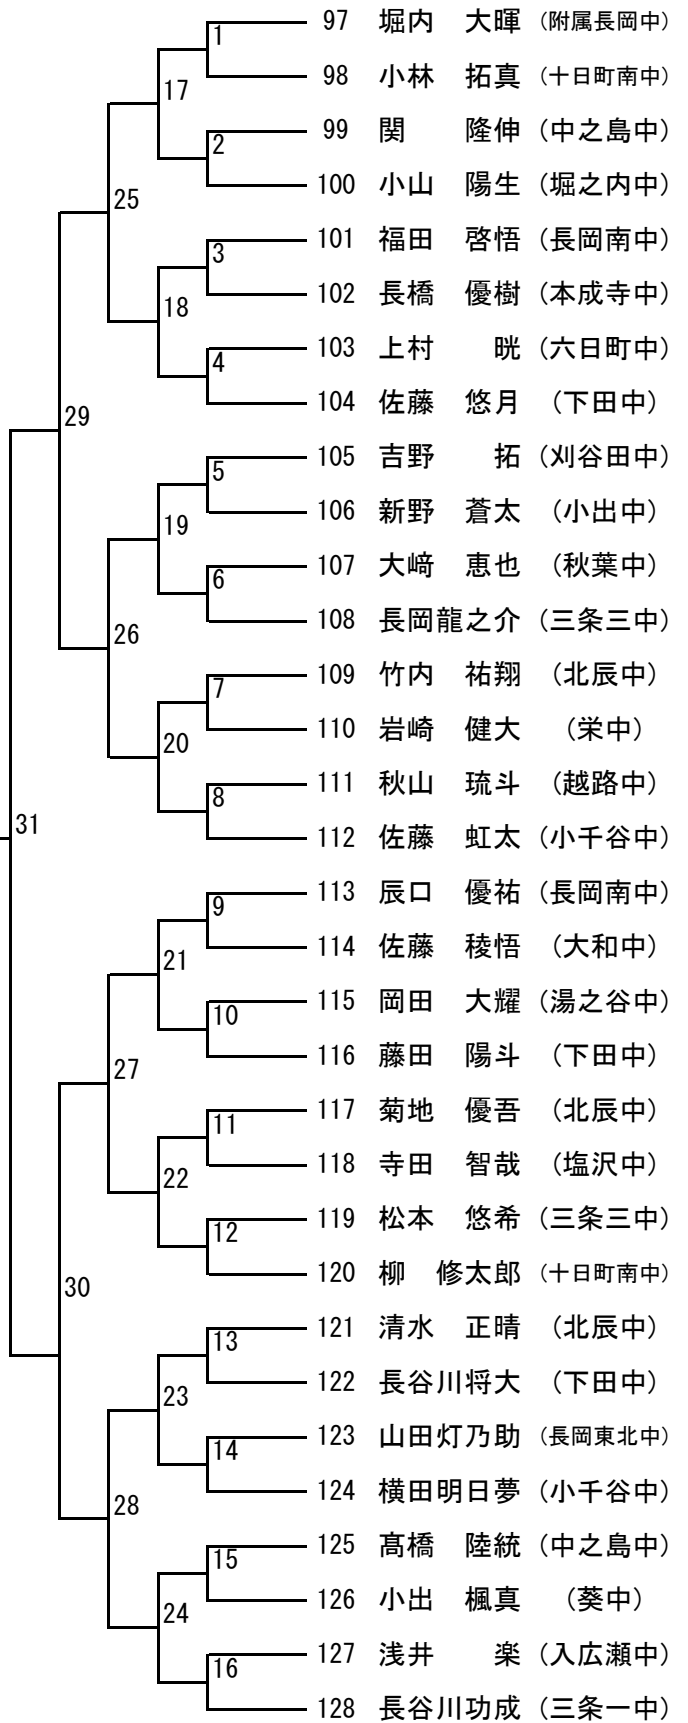 97 堀内 大暉 (附属長岡中)
1
98 小林 拓真 (十日町南中)
17
99 関 隆伸 (中之島中)
2
100 小山 陽生 (堀之内中)
25
101 福田 啓悟 (長岡南中)
3
102 長橋 優樹 (本成寺中)
18
103 上村 晄 (六日町中)
4
104 佐藤 悠月 (下田中)
29
105 吉野 拓 (刈谷田中)
5
106 新野 蒼太 (小出中)
19
107 大﨑 恵也 (秋葉中)
6
108 長岡龍之介 (三条三中)
26
109 竹内 祐翔 (北辰中)
7
110 岩崎 健大 (栄中)
20
111 秋山 琉斗 (越路中)
8
31
112 佐藤 虹太 (小千谷中)
113 辰口 優祐 (長岡南中)
9
114 佐藤 稜悟 (大和中)
21
115 岡田 大耀 (湯之谷中)
10
116 藤田 陽斗 (下田中)
27
117 菊地 優吾 (北辰中)
11
118 寺田 智哉 (塩沢中)
22
119 松本 悠希 (三条三中)
12
120 柳 修太郎 (十日町南中)
30
121 清水 正晴 (北辰中)
13
122 長谷川将大 (下田中)
23
123 山田灯乃助 (長岡東北中)
14
124 横田明日夢 (小千谷中)
28
125 髙橋 陸統 (中之島中)
15
126 小出 楓真 (葵中)
24
127 浅井 楽 (入広瀬中)
16
128 長谷川功成 (三条一中)